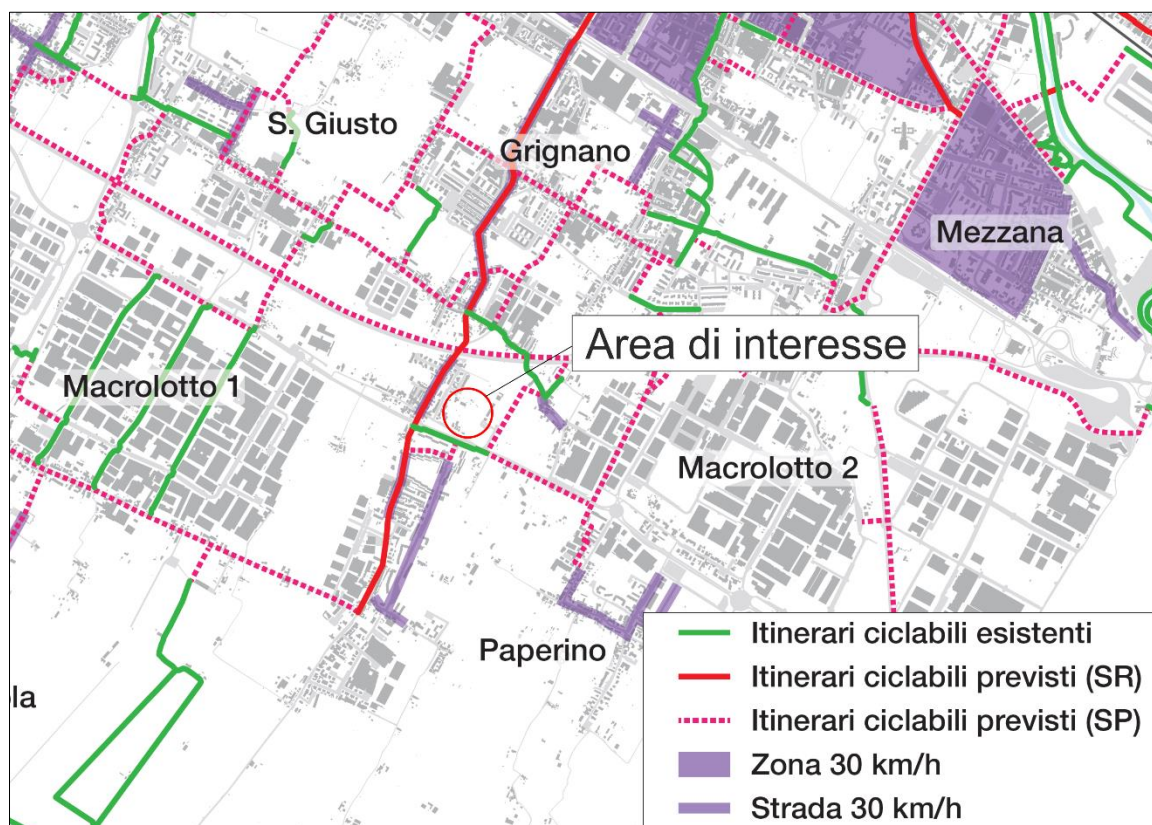 S. Giusto
Grignano
Mezzana
Area di interesse
Macrolotto 1
Macrolotto 2
Paperino
la
Itinerari ciclabili esistenti
Itinerari ciclabili previsti (SR)
Itinerari ciclabili previsti (SP)
Zona 30 km/h
Strada 30 km/h